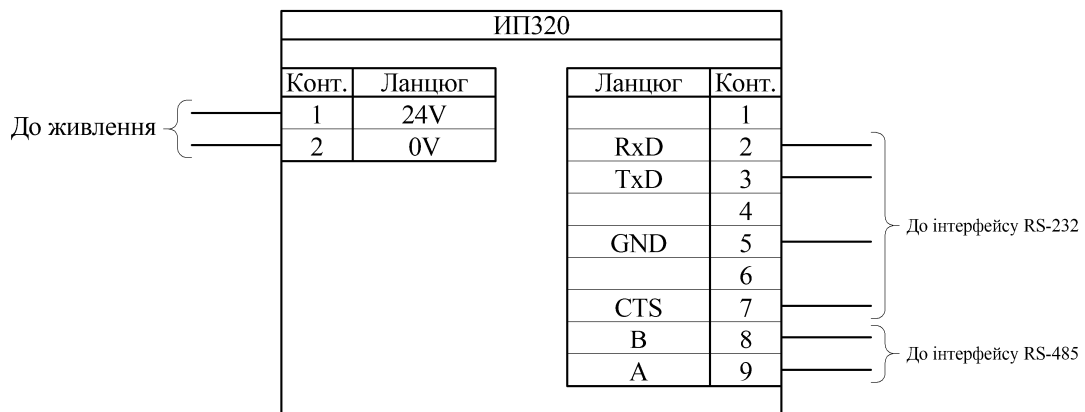 ИП320
Конт. Ланцюг
До живлення
1 24V
2 0V
Ланцюг Конт.
1
RxD 2
TxD 3
4
GND 5
6
CTS 7
B 8
A 9
До інтерфейсу RS-232
До інтерфейсу RS-485